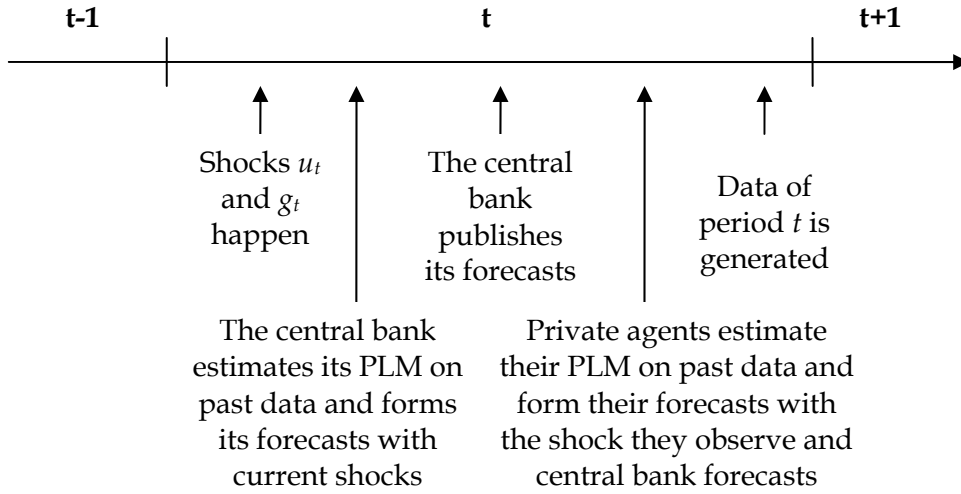 t-1
t
t+1
Shocks u_t
and g_t
happen
The central bank
estimates its PLM on
past data and forms
its forecasts with
current shocks
The central
bank
publishes
its forecasts
Private agents estimate
their PLM on past data and
form their forecasts with
the shock they observe and
central bank forecasts
Data of
period t is
generated